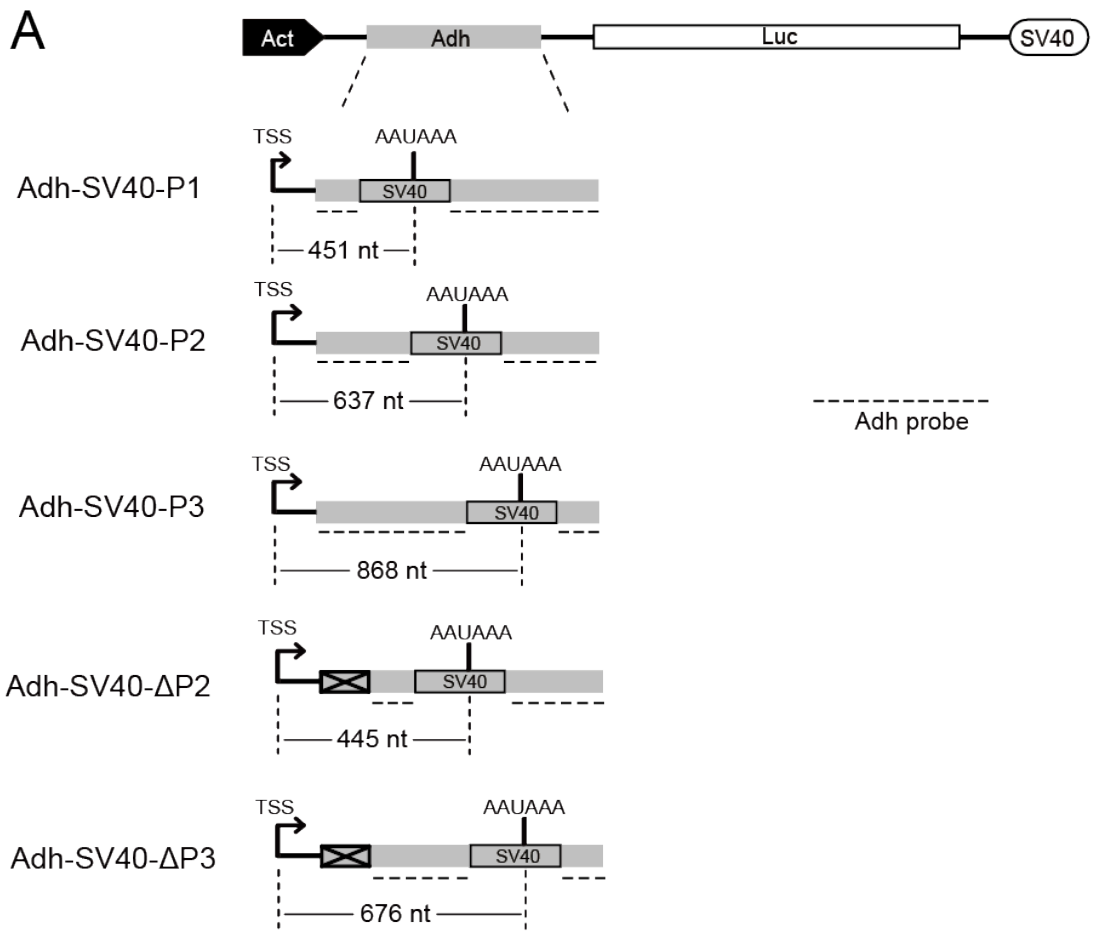 A
Act Adh Luc SV40
TSS AAUAAA
Adh-SV40-P1 SV40
451 nt
TSS AAUAAA
Adh-SV40-P2 SV40
637 nt
Adh probe
TSS AAUAAA
Adh-SV40-P3 SV40
868 nt
TSS AAUAAA
Adh-SV40-ΔP2 SV40
445 nt
TSS AAUAAA
Adh-SV40-ΔP3 SV40
676 nt